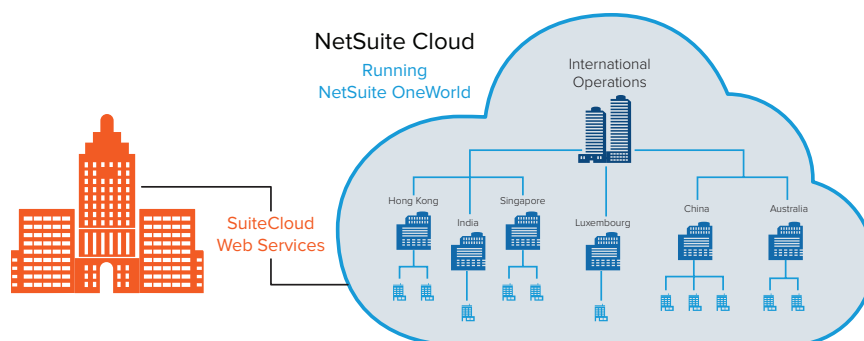 NetSuite Cloud
Running
NetSuite OneWorld
International
Operations
Hong Kong
Singapore
India
Luxembourg
China
Australia
SuiteCloud
Web Services